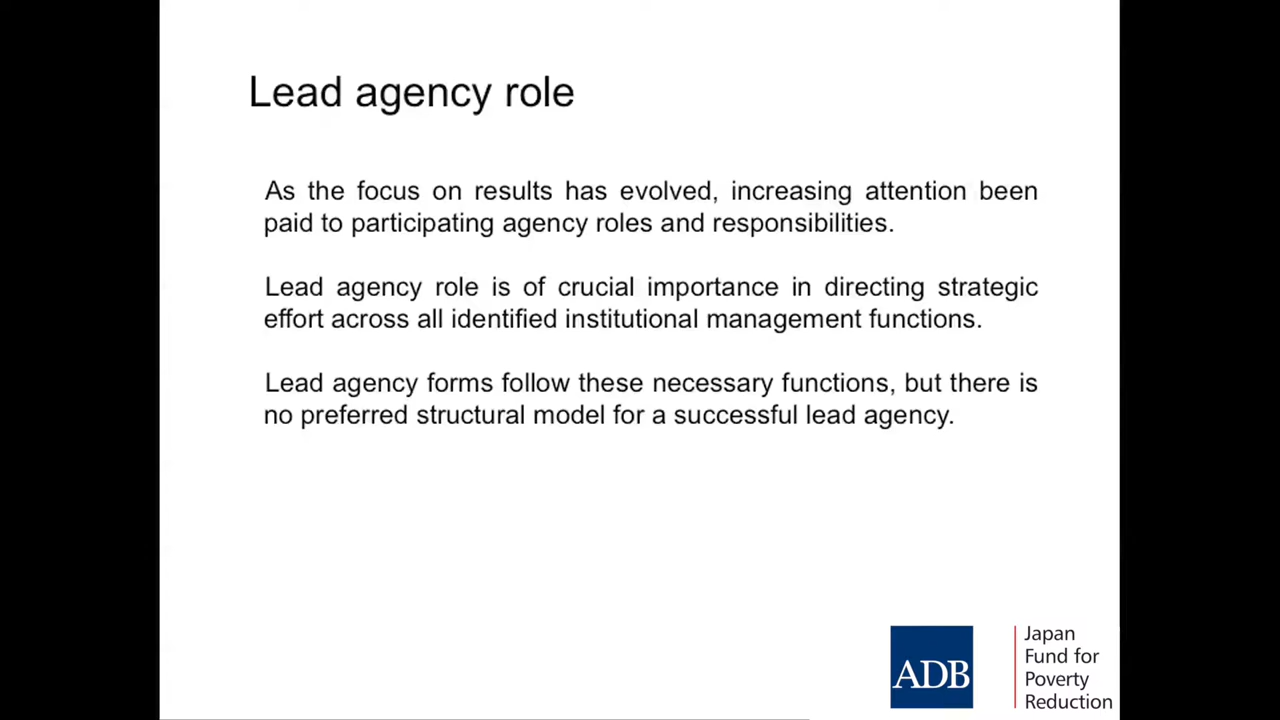 Lead agency role
As the focus on results has evolved, increasing attention been
paid to participating agency roles and responsibilities.
Lead agency role is of crucial importance in directing strategic
effort across all identified institutional management functions.
Lead agency forms follow these necessary functions, but there is
no preferred structural model for a successful lead agency.
ADB
Japan
Fund for
Poverty
Reduction